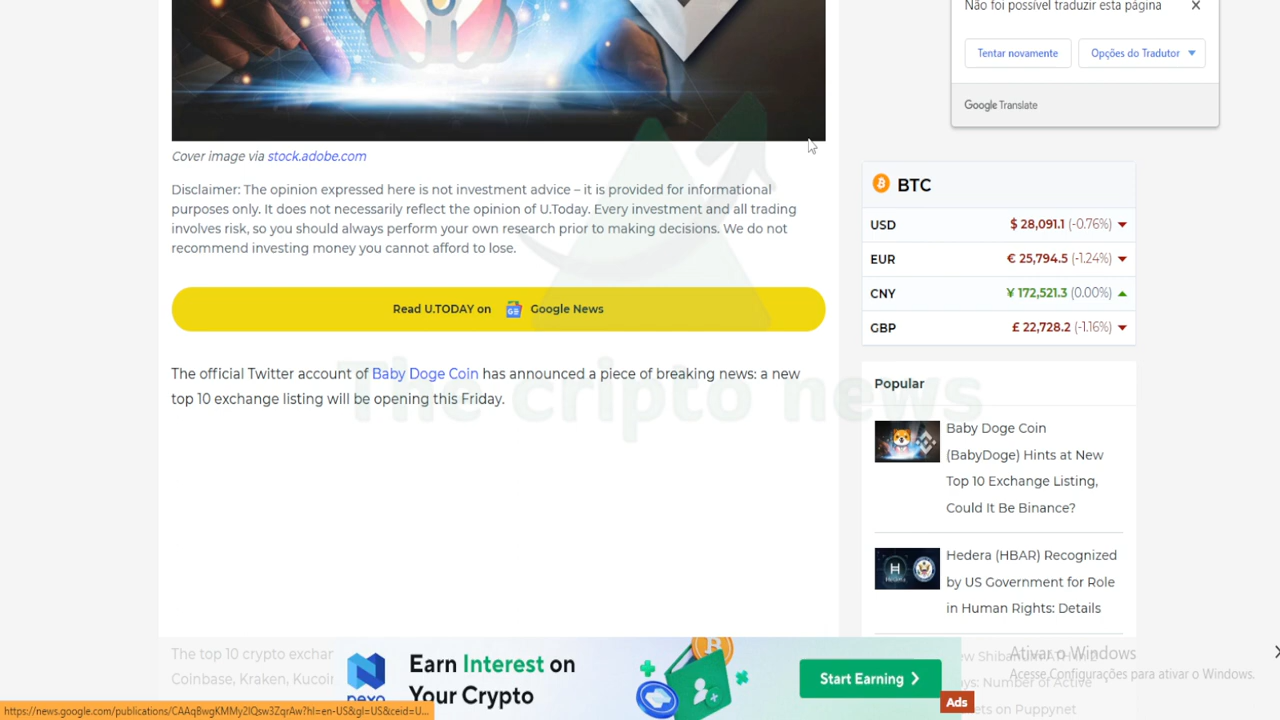 Não foi possível traduzir esta página
Tentar novamente
Opções do Tradutor
Google Translate
Cover image via stock.adobe.com
Disclaimer: The opinion expressed here is not investment advice – it is provided for informational
purposes only. It does not necessarily reflect the opinion of U.Today. Every investment and all trading
involves risk, so you should always perform your own research prior to making decisions. We do not
recommend investing money you cannot afford to lose.
Read U.TODAY on Google News
The official Twitter account of Baby Doge Coin has announced a piece of breaking news: a new
top 10 exchange listing will be opening this Friday.
The cripto news
BTC
USD $ 28,091.1 (-0.76%)
EUR € 25,794.5 (-1.24%)
CNY ¥ 172,521.3 (0.00%)
GBP £ 22,728.2 (-1.16%)
Popular
Baby Doge Coin
(BabyDoge) Hints at New
Top 10 Exchange Listing,
Could It Be Binance?
Hedera (HBAR) Recognized
by US Government for Role
in Human Rights: Details
The top 10 crypto exchan
Coinbase, Kraken, Kucoin
nexo
Earn Interest on
Your Crypto
Start Earning
Ads
Number of Active
on Puppynet
Ativar o Windows
Acesse Configurações para ativar o Windows.
https://news.google.com/publications/CAAqBwgKMMy2lQsw3ZqrAw?hl=en-US&gl=US&ceid=U...